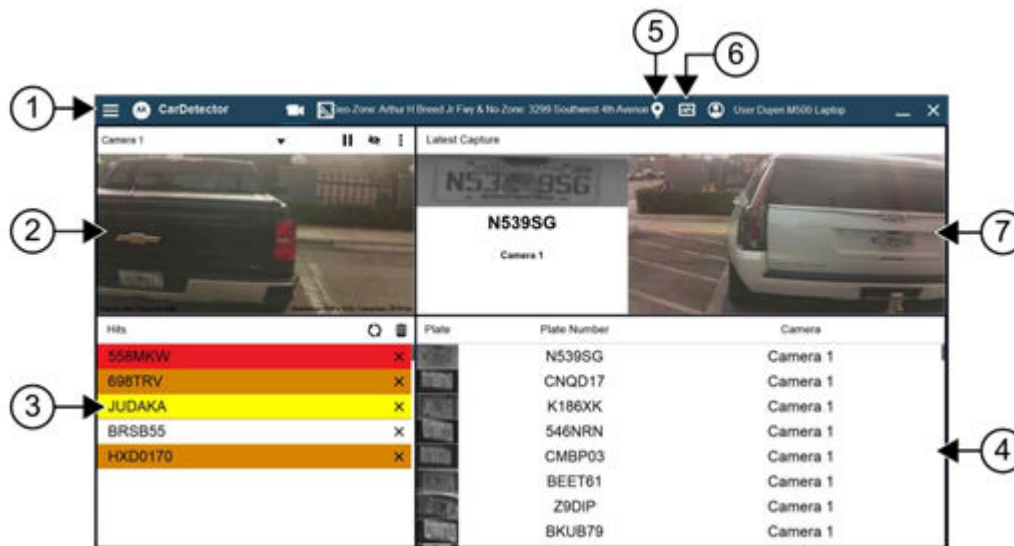 5
6
1
CarDetector
Geo-Zone: Arthur H Breed Jr Fwy & No-Zone: 3299 Southwest 4th Avenue
User Duyen M500 Laptop
Camera 1
Latest Capture
N539SG
Camera 1
2
7
Hits
Plate
Plate Number
Camera
558MKW
N539SG
Camera 1
698TRV
CNQD17
Camera 1
3
JUDAKA
K186XK
Camera 1
BRSB55
546NRN
Camera 1
HXD0170
CMBP03
Camera 1
4
BEET61
Camera 1
Z9DIP
Camera 1
BKUB79
Camera 1